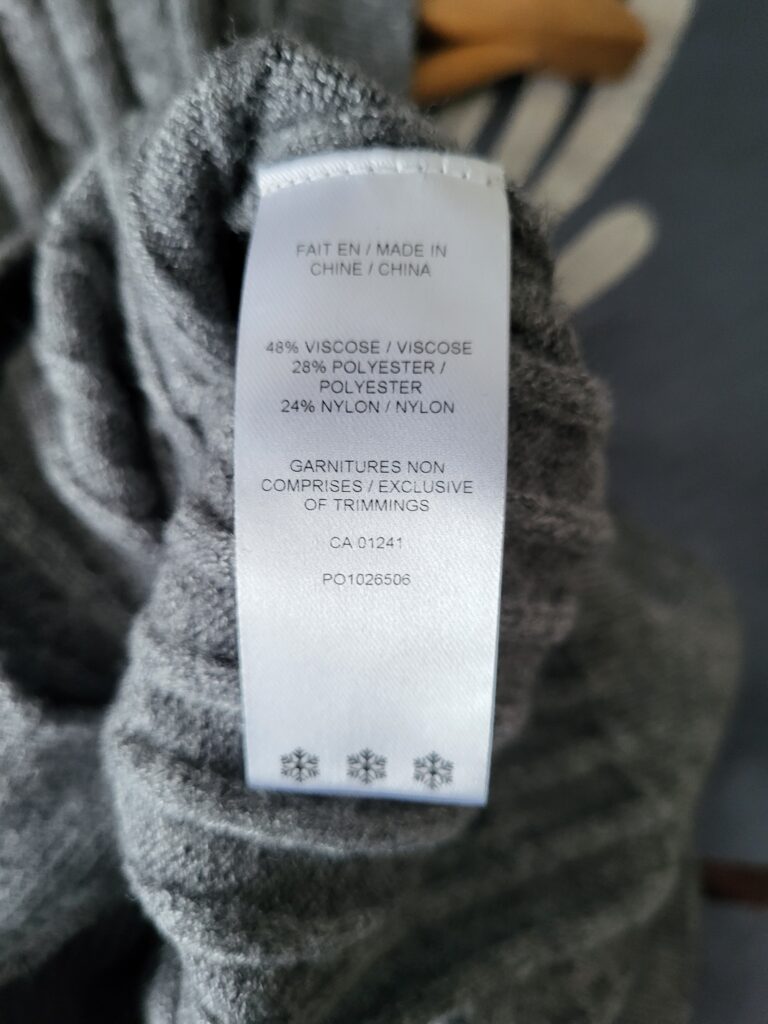 FAIT EN / MADE IN
CHINE / CHINA
48% VISCOSE / VISCOSE
28% POLYESTER /
POLYESTER
24% NYLON / NYLON
GARNITURES NON
COMPRISES / EXCLUSIVE
OF TRIMMINGS
CA 01241
PO1026506